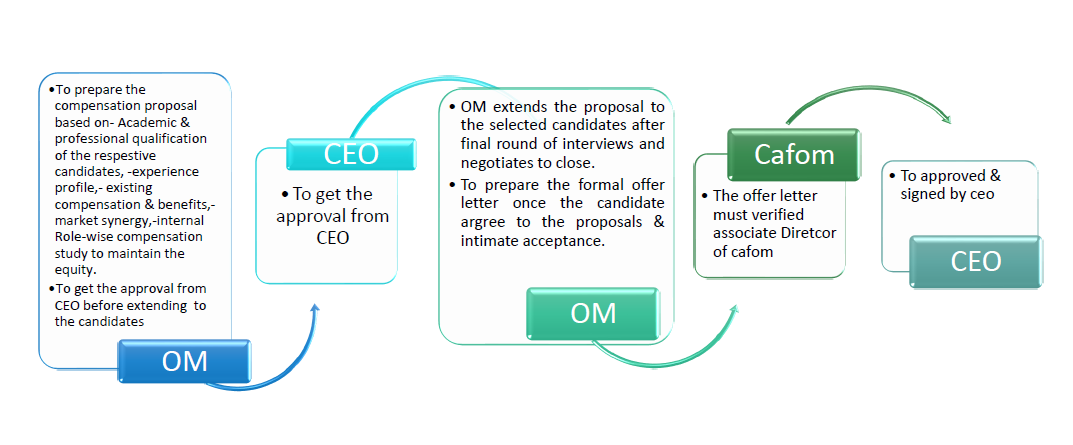 •To prepare the
compensation proposal
based on- Academic &
professional qualification
of the respestive
candidates, -experience
profile,- existing
compensation & benefits,-
market synergy,-internal
Role-wise compensation
study to maintain the
equity.
•To get the approval from
CEO before extending to
the candidates
OM
CEO
• To get the
approval from
CEO
• OM extends the proposal to
the selected candidates after
final round of interviews and
negotiates to close.
• To prepare the formal offer
letter once the candidate
argree to the proposals &
intimate acceptance.
OM
Cafom
• The offer letter
must verified
associate Diretcor
of cafom
• To approved &
signed by ceo
CEO